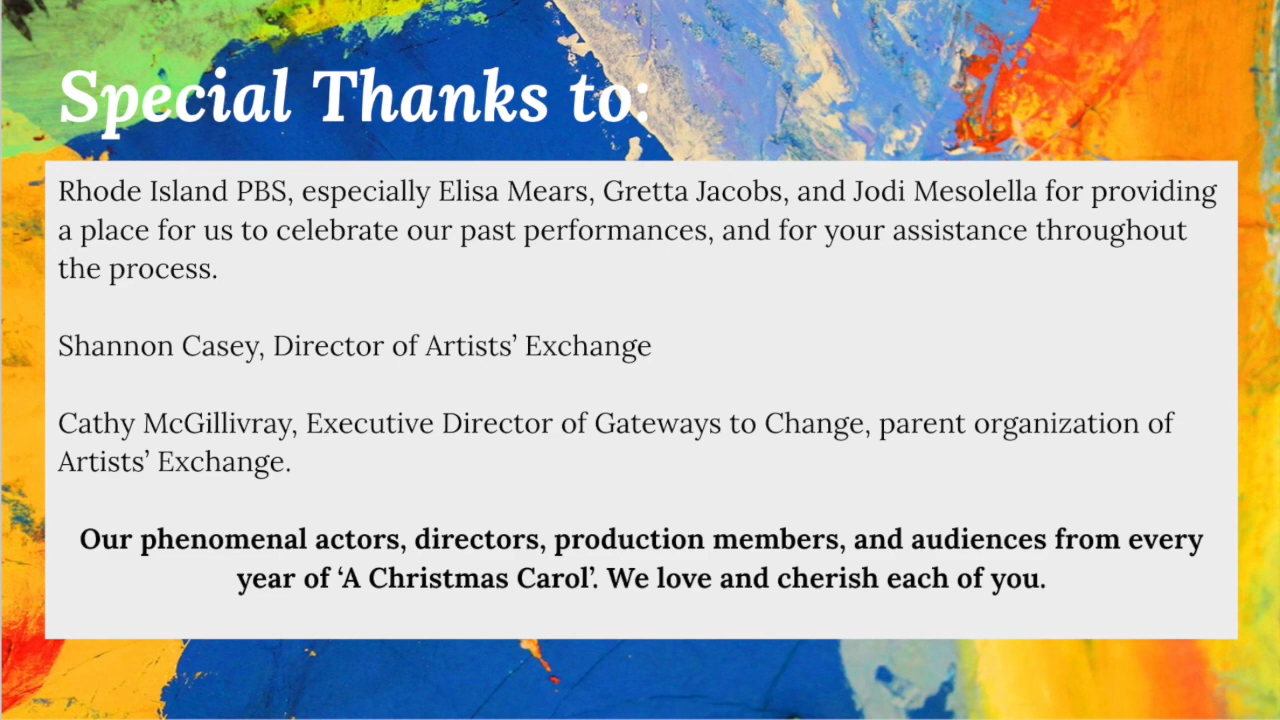 Special Thanks to:
Rhode Island PBS, especially Elisa Mears, Gretta Jacobs, and Jodi Mesolella for providing
a place for us to celebrate our past performances, and for your assistance throughout
the process.
Shannon Casey, Director of Artists’ Exchange
Cathy McGillivray, Executive Director of Gateways to Change, parent organization of
Artists’ Exchange.
Our phenomenal actors, directors, production members, and audiences from every
year of ‘A Christmas Carol’. We love and cherish each of you.